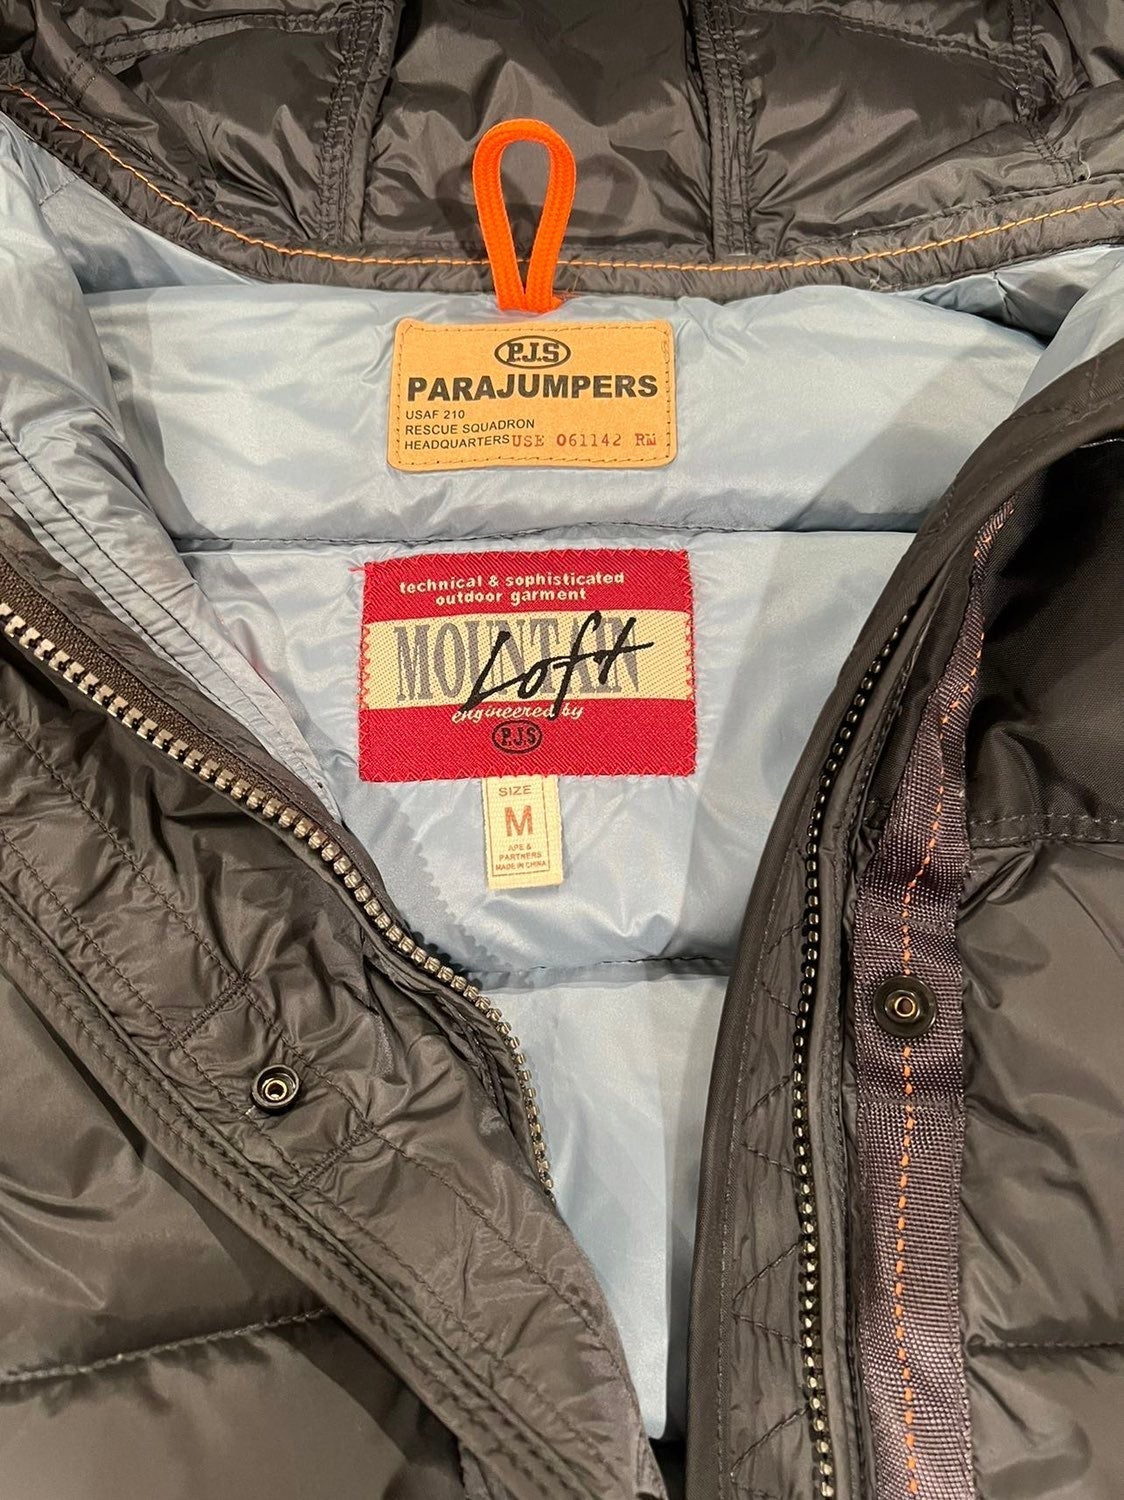 P.J.S
PARAJUMPERS
USAF 210
RESCUE SQUADRON
HEADQUARTERS USE 061142 RM
technical & sophisticated
outdoor garment
MOUNTAIN
Loft
engineered by
P.J.S
SIZE
M
APE &
PARTNERS
MADE IN CHINA